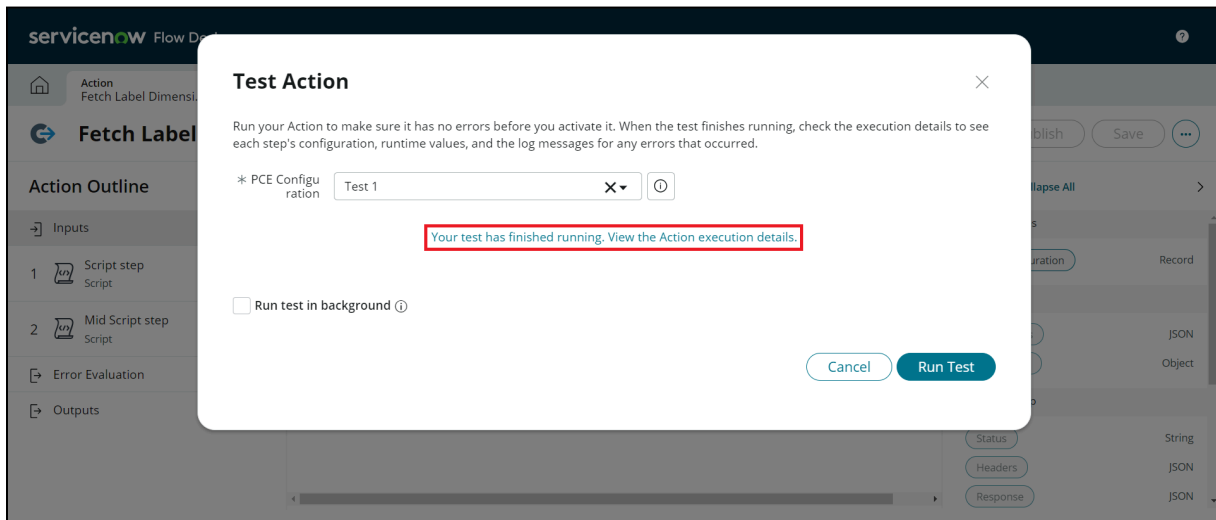 servicenow Flow De
Action
Fetch Label Dimensi.
Fetch Label
blish
Save
Action Outline
Inputs
1
Script step
Script
2
Mid Script step
Script
Error Evaluation
Outputs
Test Action
Run your Action to make sure it has no errors before you activate it. When the test finishes running, check the execution details to see
each step's configuration, runtime values, and the log messages for any errors that occurred.
* PCE Configu
ration
Test 1
Your test has finished running. View the Action execution details.
Run test in background
Cancel
Run Test
llapse All
s
uration
Record
JSON
Object
Status
String
Headers
JSON
Response
JSON